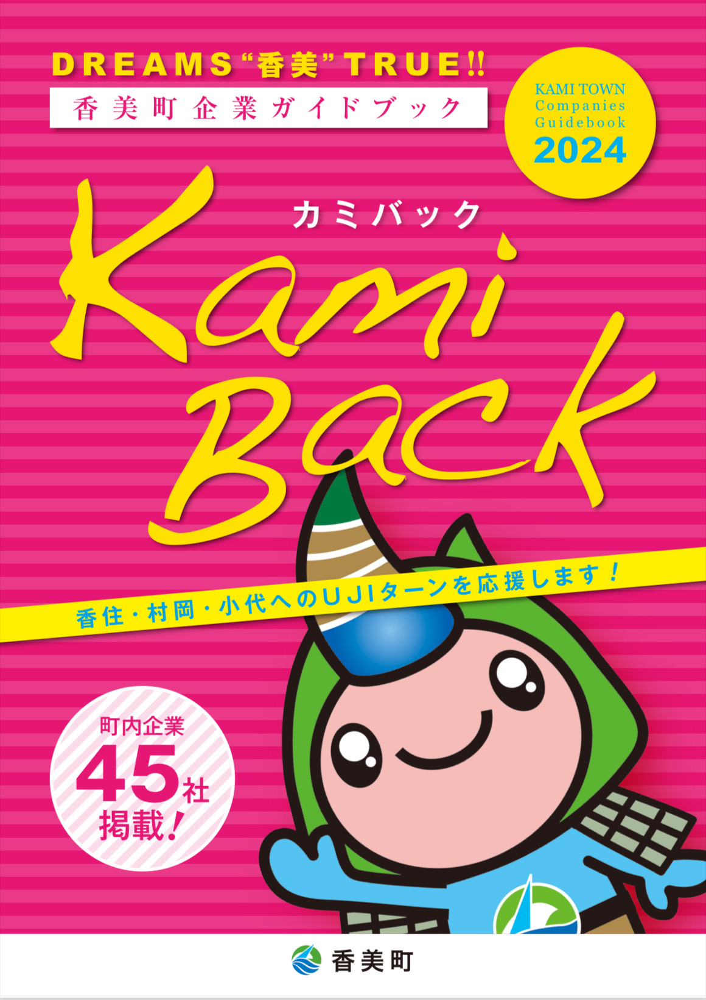 DREAMS“香美”TRUE!!
香美町企業ガイドブック
KAMI TOWN
Companies
Guidebook
2024
カミバック
Kami
Back
香住・村岡・小代へのUJIターンを応援します！
町内企業
45社
掲載！
香美町